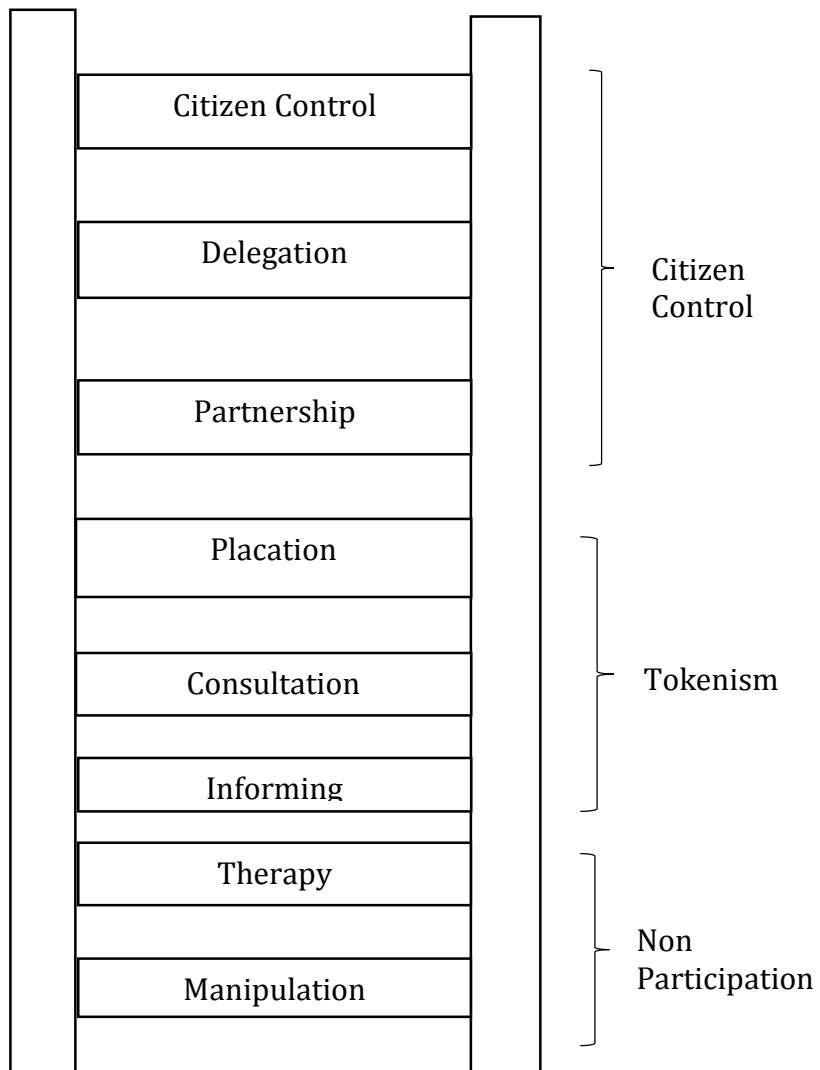 Citizen Control
Delegation
Partnership
Placation
Consultation
Informing
Therapy
Manipulation
Citizen
Control
Tokenism
Non
Participation